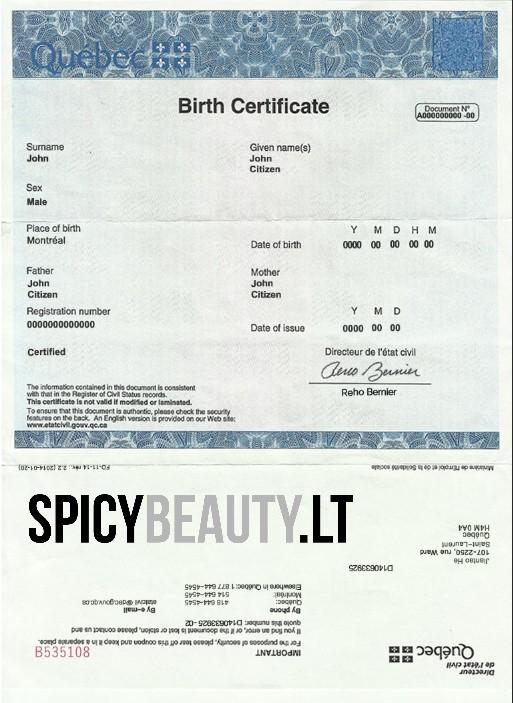 Québec
Birth Certificate
Document N°
A000000000 -00
Surname
John
Given name(s)
John
Citizen
Sex
Male
Place of birth
Montréal
Y M D H M
Date of birth 0000 00 00 00 00
Father
John
Citizen
Mother
John
Citizen
Registration number
0000000000000
Y M D
Date of issue 0000 00 00
Certified
Directeur de l'état civil
Reho Bernier
Reho Bernier
The information contained in this document is consistent
with that in the Register of Civil Status records.
This certificate is not valid if modified or laminated.
To ensure that this document is authentic, please check the security
features on the back. An English version is provided on our Web site:
www.etatcivil.gouv.qc.ca
FO-11-14 rév.: 2.2 (2014-01-20)
Ministère de l'Emploi et de la Solidarité sociale
SPICYBEAUTY.LT
Directeur
de l'état civil
Québec
IMPORTANT
B535108
For the purposes of security, please tear off this coupon and keep it in a separate place.
If you find an error, or if the document is lost or stolen, please contact us and
quote this number: D140633925-02
By phone
Québec: 418 644-4545
Montréal: 514 644-4545
Elsewhere in Québec: 1 877 644-4545
By e-mail
etatcivil@dec.gouv.qc.ca
D140633925
Jiantao He
107-2250, rue Ward
Saint-Laurent
Québec
H4M 0A4